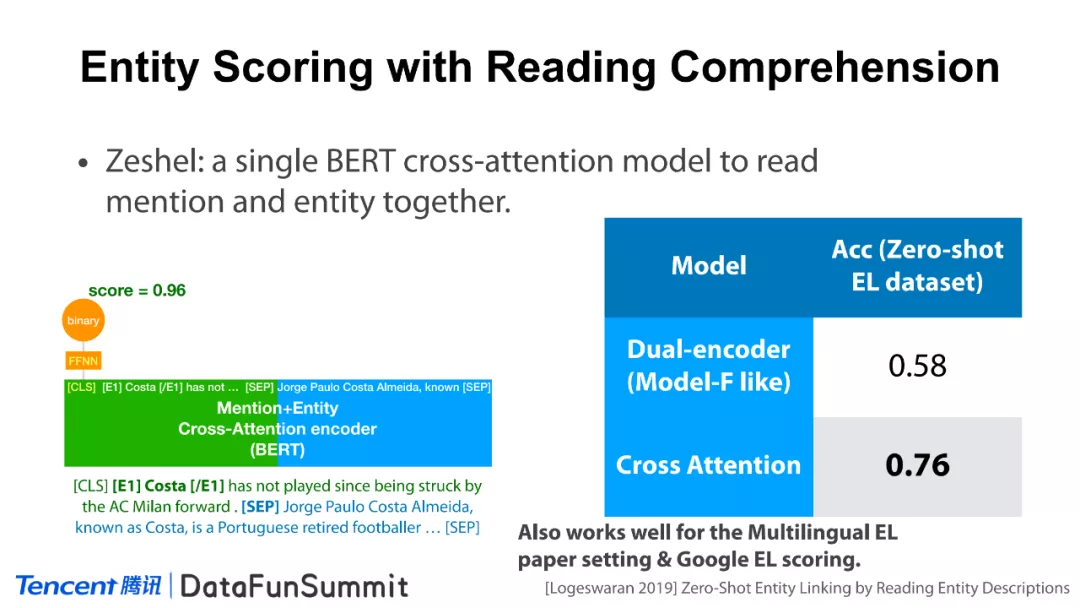 Entity Scoring with Reading Comprehension
• Zeshel: a single BERT cross-attention model to read
mention and entity together.
score = 0.96
binary
FFNN
[CLS] [E1] Costa [/E1] has not … [SEP] Jorge Paulo Costa Almeida, known [SEP]
Mention+Entity
Cross-Attention encoder
(BERT)
[CLS] [E1] Costa [/E1] has not played since being struck by
the AC Milan forward . [SEP] Jorge Paulo Costa Almeida,
known as Costa, is a Portuguese retired footballer … [SEP]
Model
Acc (Zero-shot
EL dataset)
Dual-encoder
(Model-F like)
0.58
Cross Attention
0.76
Also works well for the Multilingual EL
paper setting & Google EL scoring.
[Logeswaran 2019] Zero-Shot Entity Linking by Reading Entity Descriptions
Tencent 腾讯 | DataFunSummit